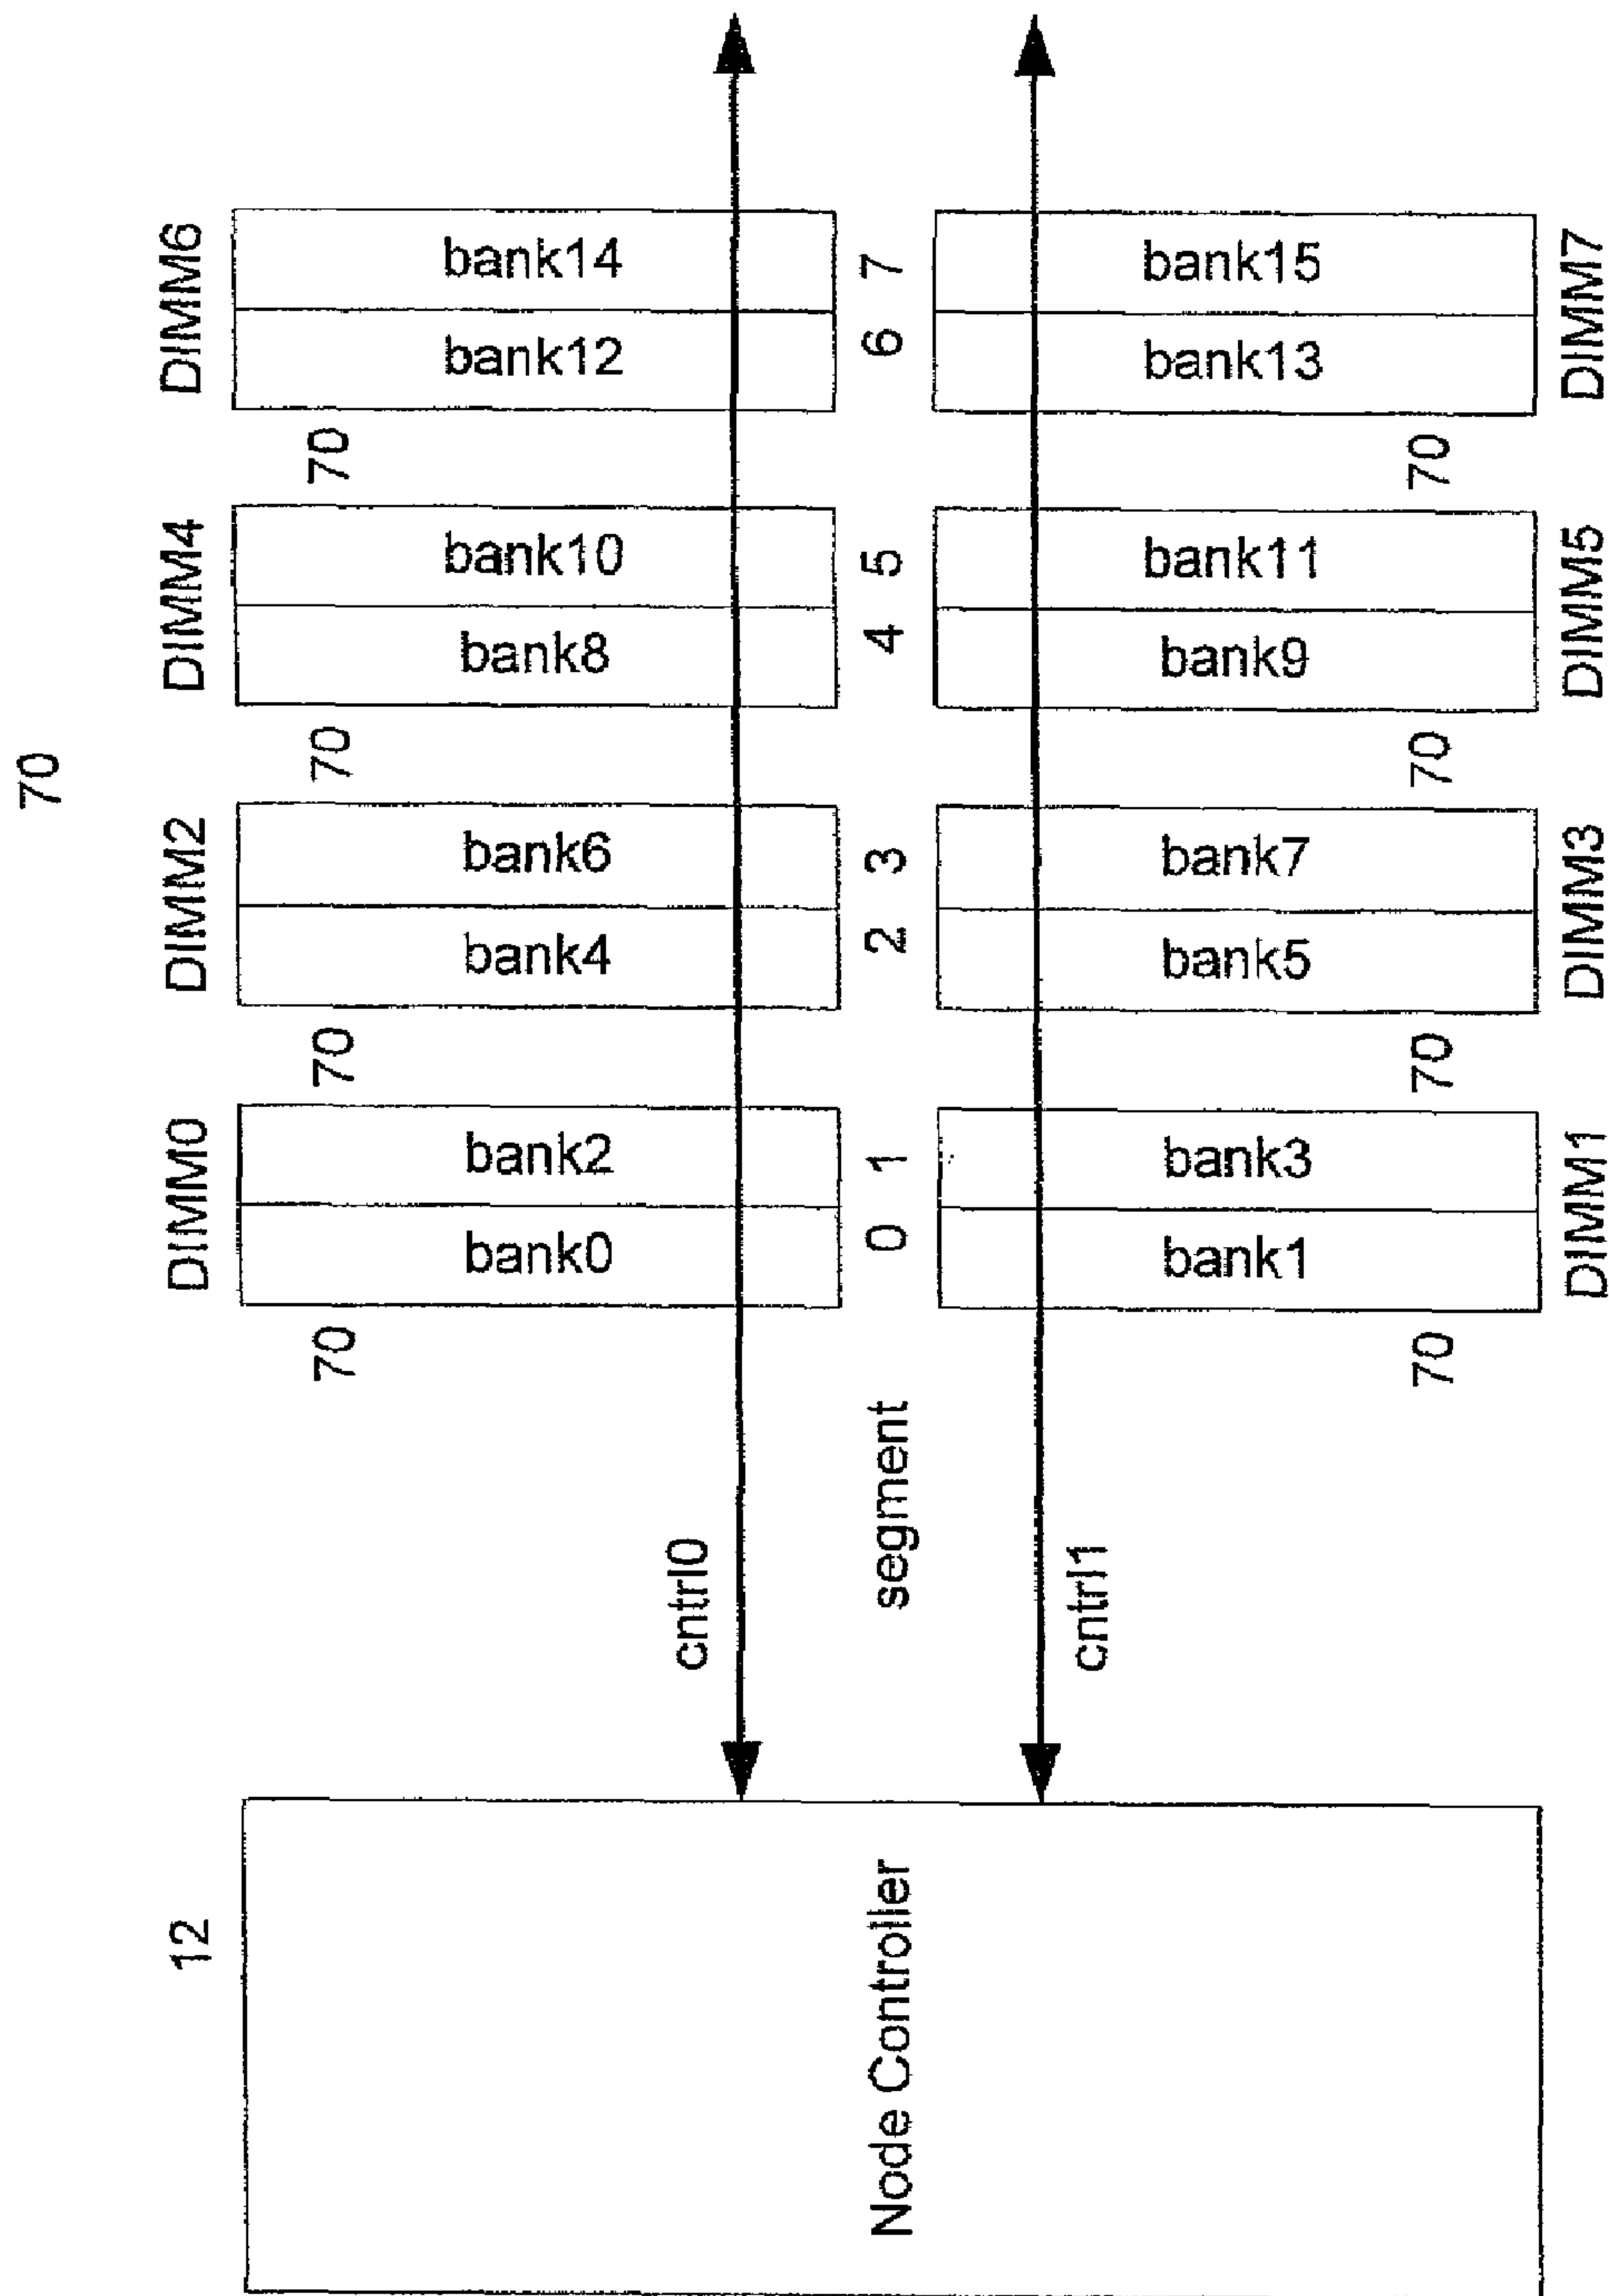 70
DIMM6
bank14
bank12
70
7
6
bank15
bank13
70
DIMM7
DIMM4
bank10
bank8
70
5
4
bank11
bank9
70
DIMM5
DIMM2
bank6
bank4
70
3
2
bank7
bank5
70
DIMM3
DIMM0
bank2
bank0
70
1
0
bank3
bank1
70
DIMM1
segment
cntrl0
cntrl1
12
Node Controller